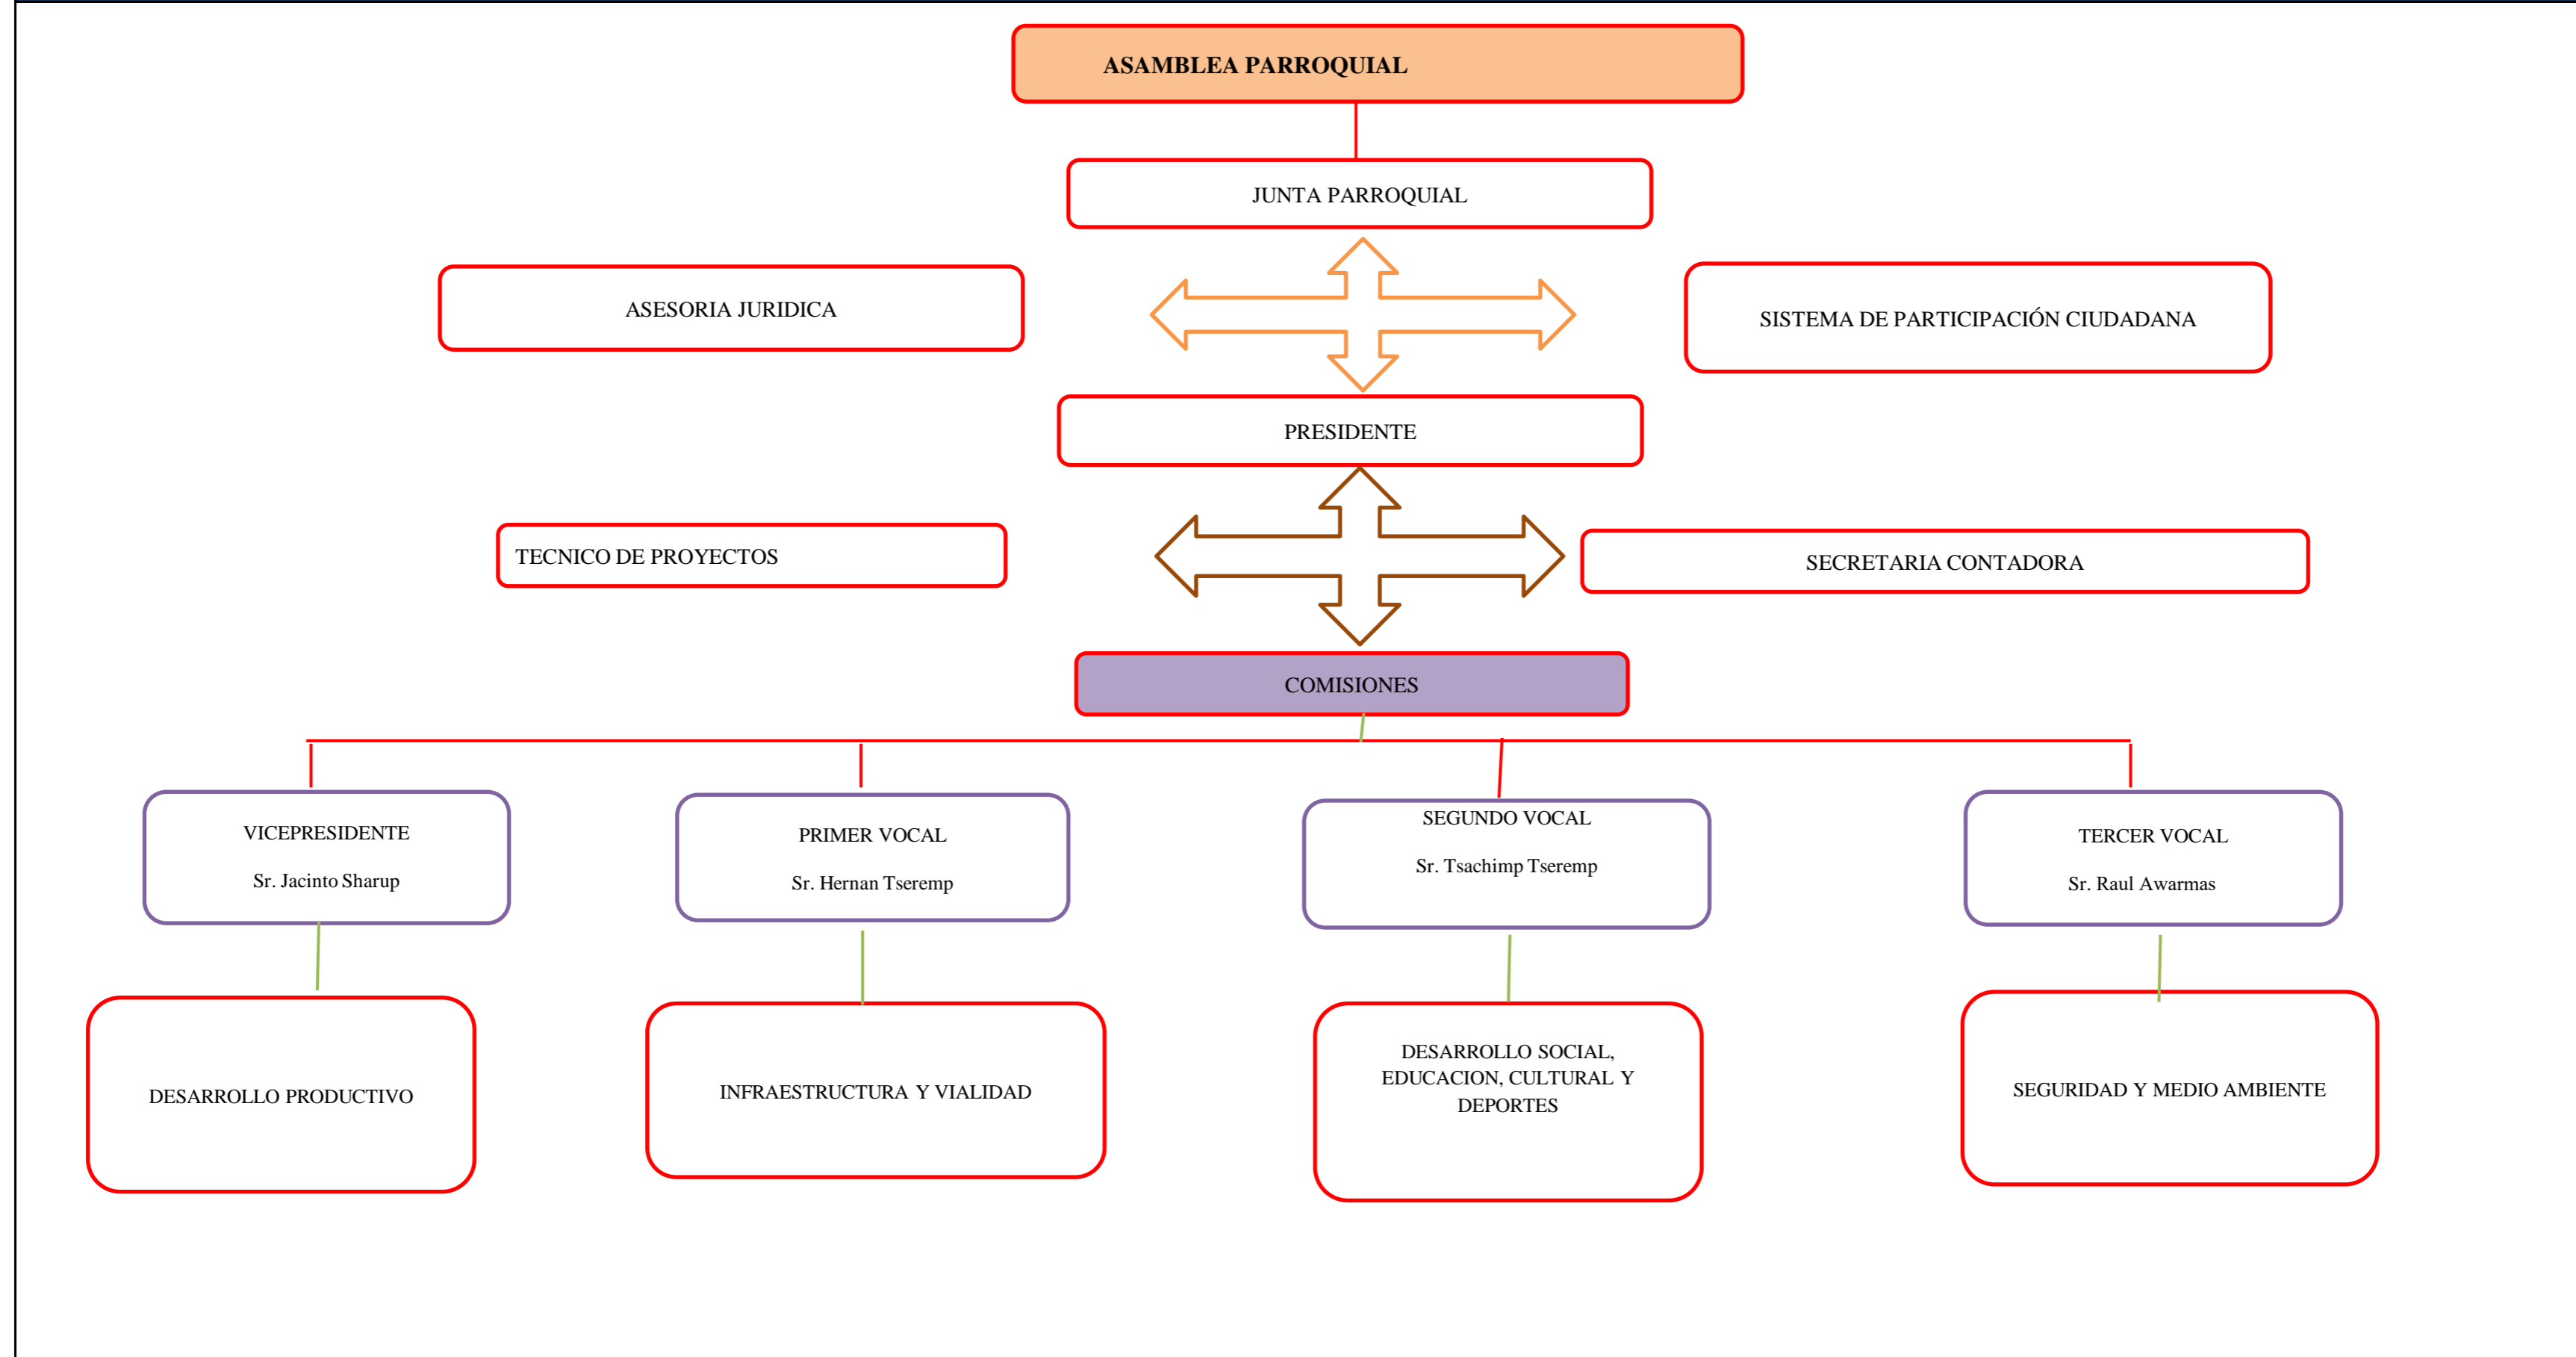 ASAMBLEA PARROQUIAL
JUNTA PARROQUIAL
ASESORIA JURIDICA
SISTEMA DE PARTICIPACIÓN CIUDADANA
PRESIDENTE
TECNICO DE PROYECTOS
SECRETARIA CONTADORA
COMISIONES
VICEPRESIDENTE
Sr. Jacinto Sharup
PRIMER VOCAL
Sr. Hernan Tseremp
SEGUNDO VOCAL
Sr. Tsachimp Tseremp
TERCER VOCAL
Sr. Raul Awarmas
DESARROLLO PRODUCTIVO
INFRAESTRUCTURA Y VIALIDAD
DESARROLLO SOCIAL,
EDUCACION, CULTURAL Y
DEPORTES
SEGURIDAD Y MEDIO AMBIENTE